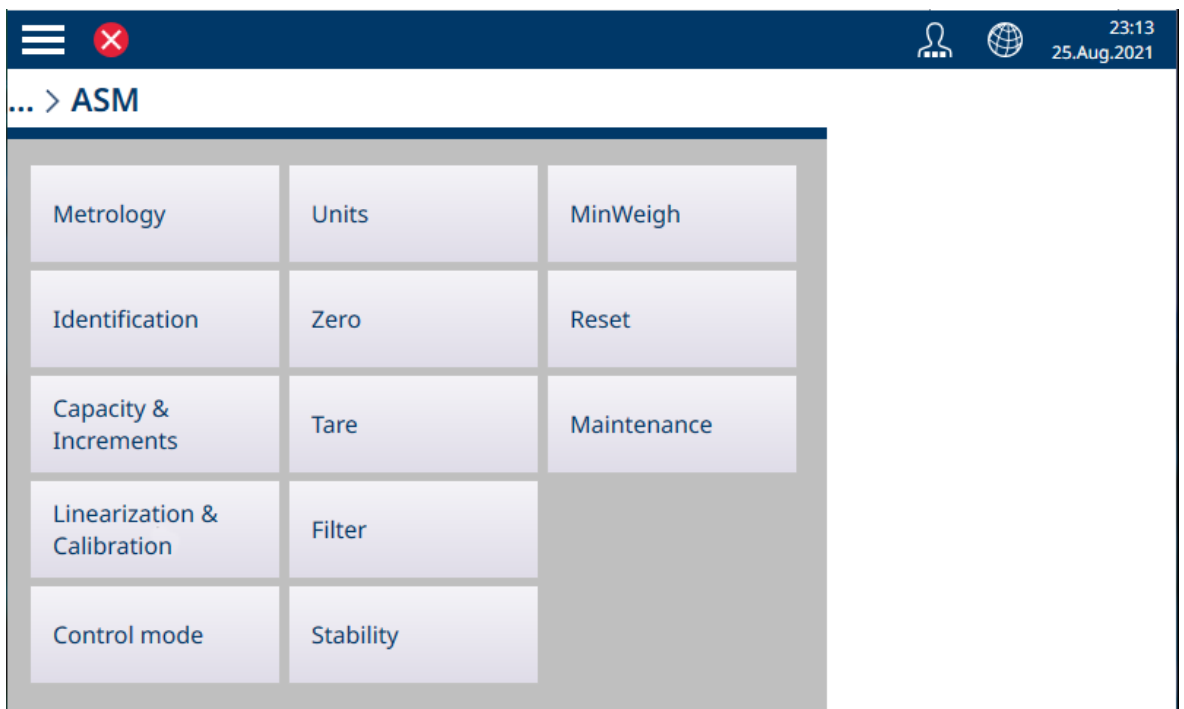 23:13
25.Aug.2021
... > ASM
Metrology
Units
MinWeigh
Identification
Zero
Reset
Capacity &
Increments
Tare
Maintenance
Linearization &
Calibration
Filter
Control mode
Stability